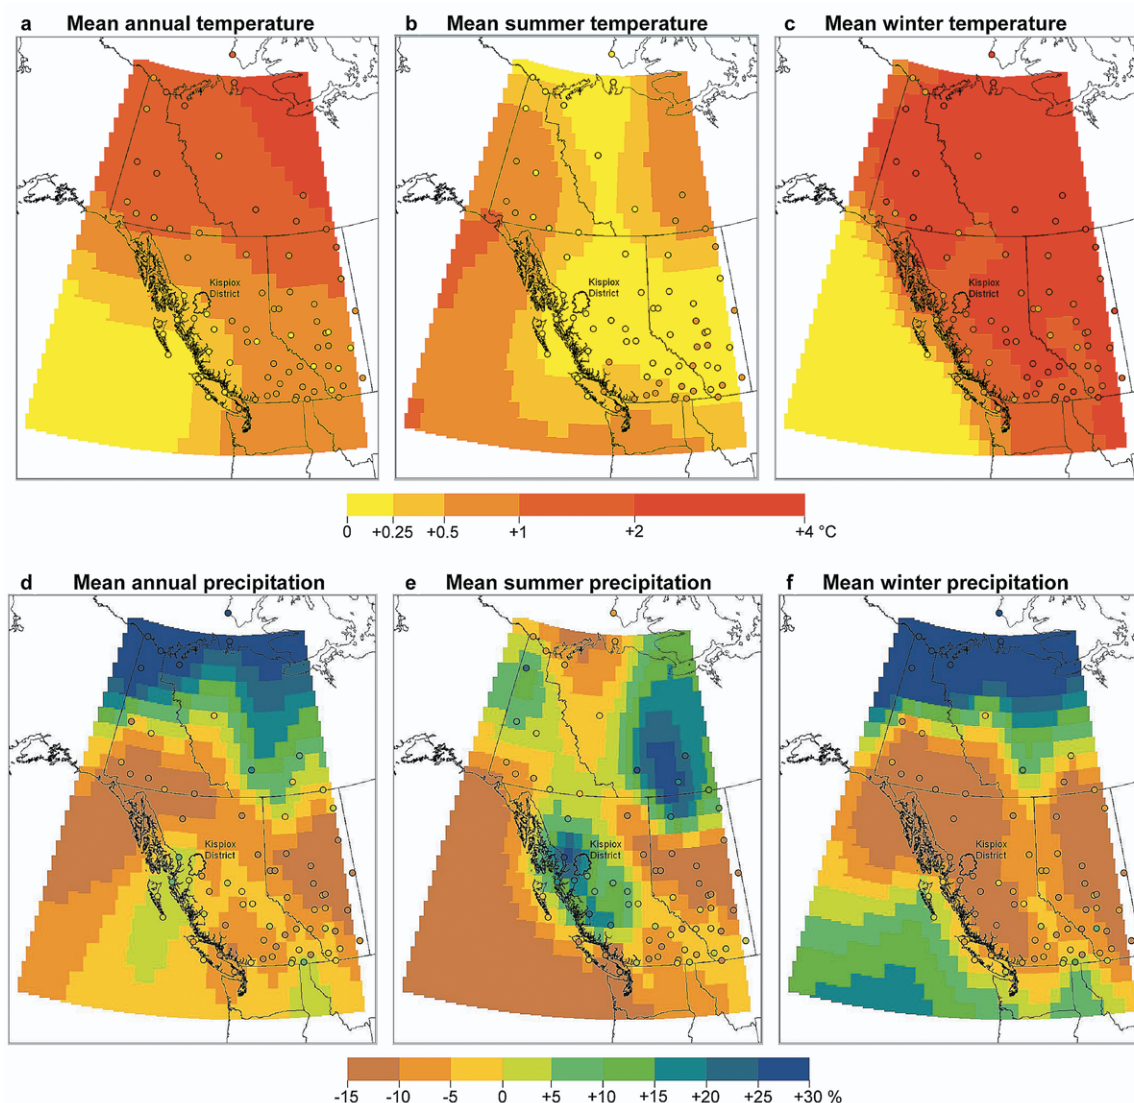 a Mean annual temperature
b Mean summer temperature
c Mean winter temperature
Kispiox
District
Kispiox
District
Kispiox
District
0 +0.25 +0.5 +1 +2 +4 °C
d Mean annual precipitation
e Mean summer precipitation
f Mean winter precipitation
Kispiox
District
Kispiox
District
Kispiox
District
-15 -10 -5 0 +5 +10 +15 +20 +25 +30 %